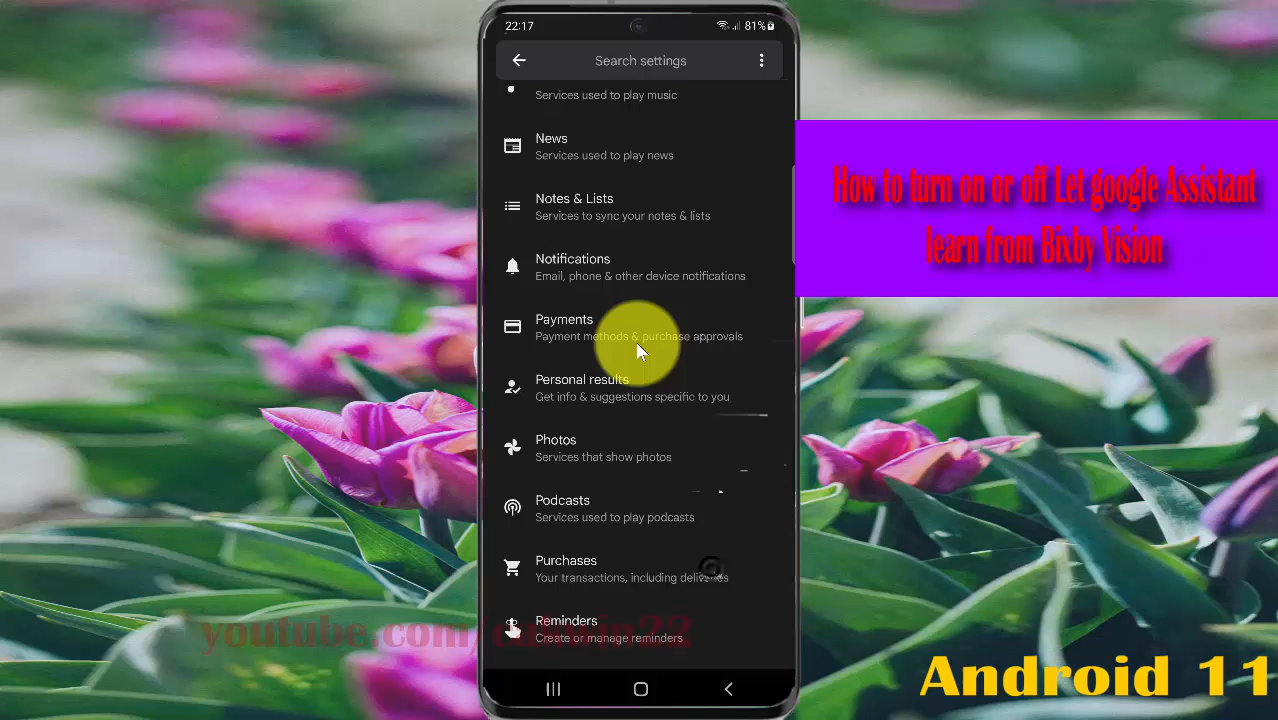 22:17
81%
Search settings
Services used to play music
News
Services used to play news
Notes & Lists
Services to sync your notes & lists
Notifications
Email, phone & other device notifications
Payments
Payment methods & purchase approvals
Personal results
Get info & suggestions specific to you
Photos
Services that show photos
Podcasts
Services used to play podcasts
Purchases
Your transactions, including deliveries
Reminders
Create or manage reminders
How to turn on or off Let google Assistant
learn from Bixby Vision
Android 11